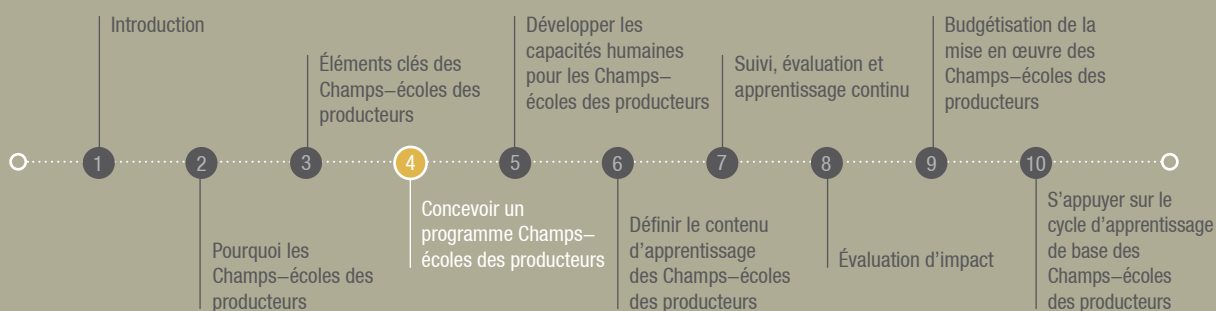 1
Introduction
2
Pourquoi les
Champs–écoles des
producteurs
3
Éléments clés des
Champs–écoles des
producteurs
4
Concevoir un
programme Champs–
écoles des producteurs
5
Développer les
capacités humaines
pour les Champs–
écoles des producteurs
6
Définir le contenu
d’apprentissage
des Champs–écoles
des producteurs
7
Suivi, évaluation et
apprentissage continu
8
Évaluation d’impact
9
Budgétisation de la
mise en œuvre des
Champs–écoles des
producteurs
10
S’appuyer sur le
cycle d’apprentissage
de base des
Champs–écoles
des producteurs